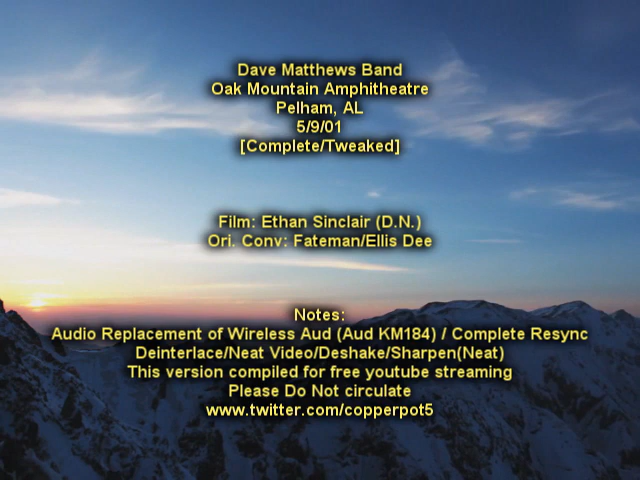 Dave Matthews Band
Oak Mountain Amphitheatre
Pelham, AL
5/9/01
[Complete/Tweaked]
Film: Ethan Sinclair (D.N.)
Ori. Conv: Fateman/Ellis Dee
Notes:
Audio Replacement of Wireless Aud (Aud KM184) / Complete Resync
Deinterlace/Neat Video/Deshake/Sharpen(Neat)
This version compiled for free youtube streaming
Please Do Not circulate
www.twitter.com/copperpot5